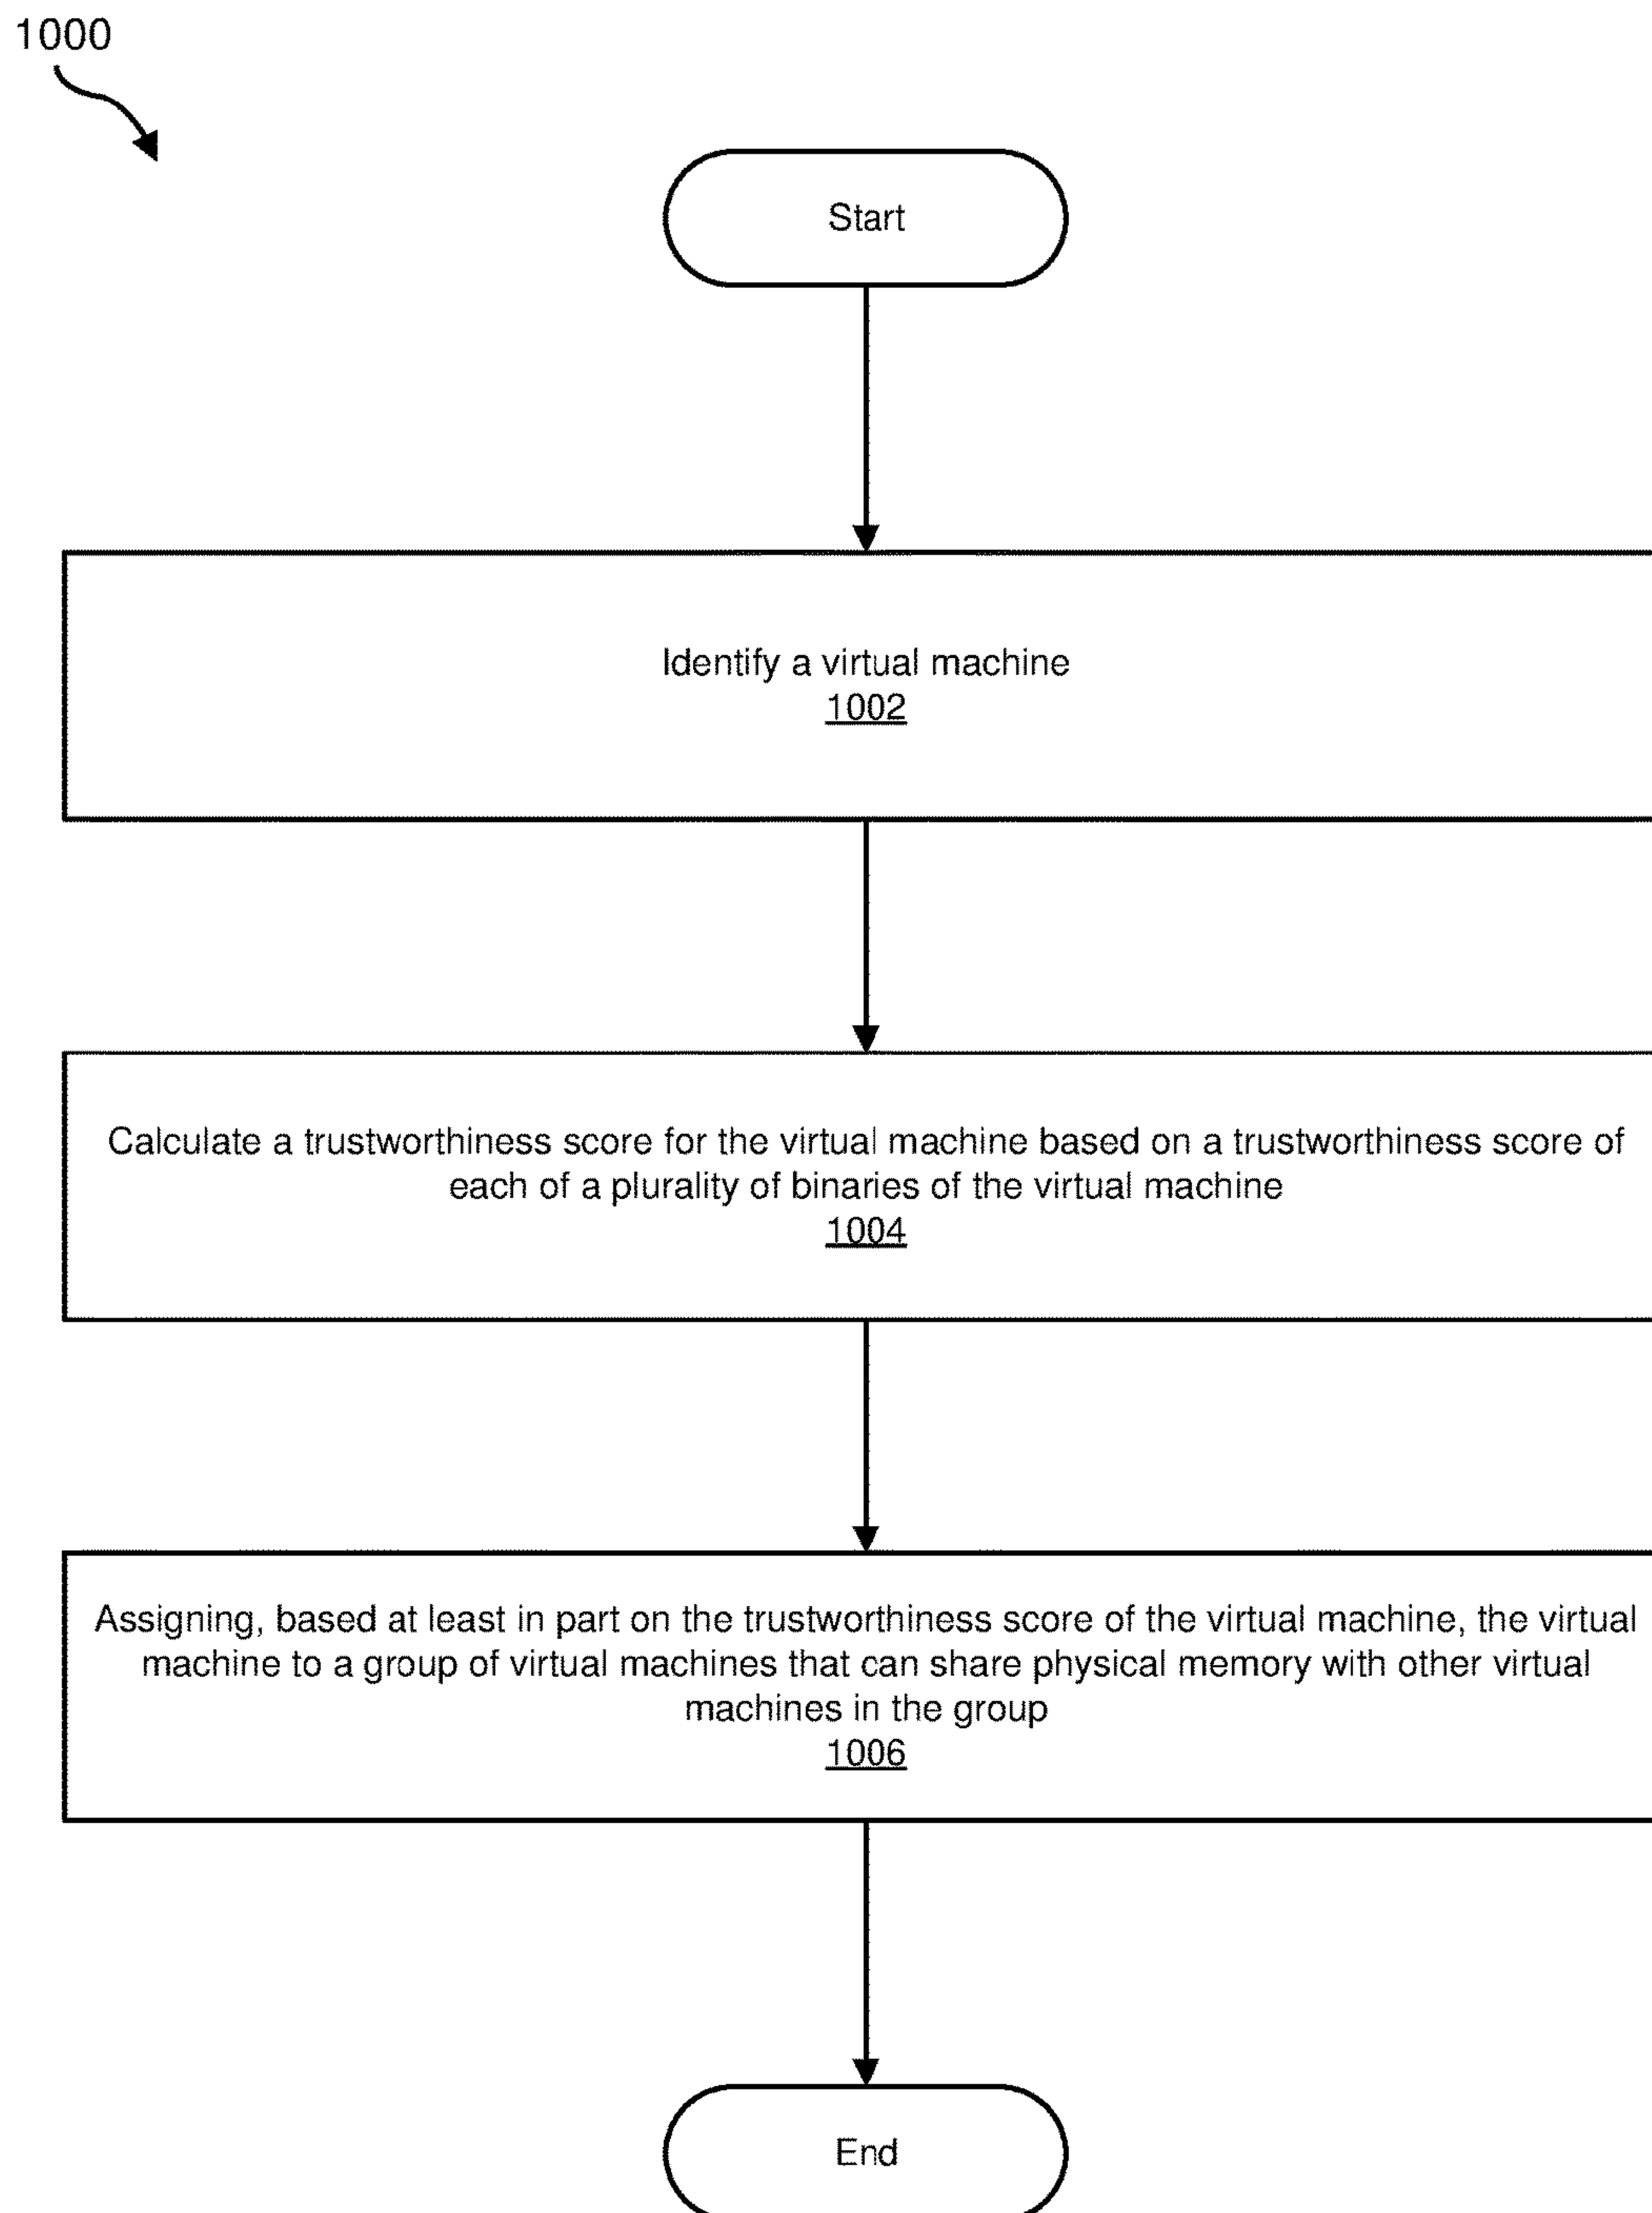 1000
Start
Identify a virtual machine
1002
Calculate a trustworthiness score for the virtual machine based on a trustworthiness score of
each of a plurality of binaries of the virtual machine
1004
Assigning, based at least in part on the trustworthiness score of the virtual machine, the virtual
machine to a group of virtual machines that can share physical memory with other virtual
machines in the group
1006
End